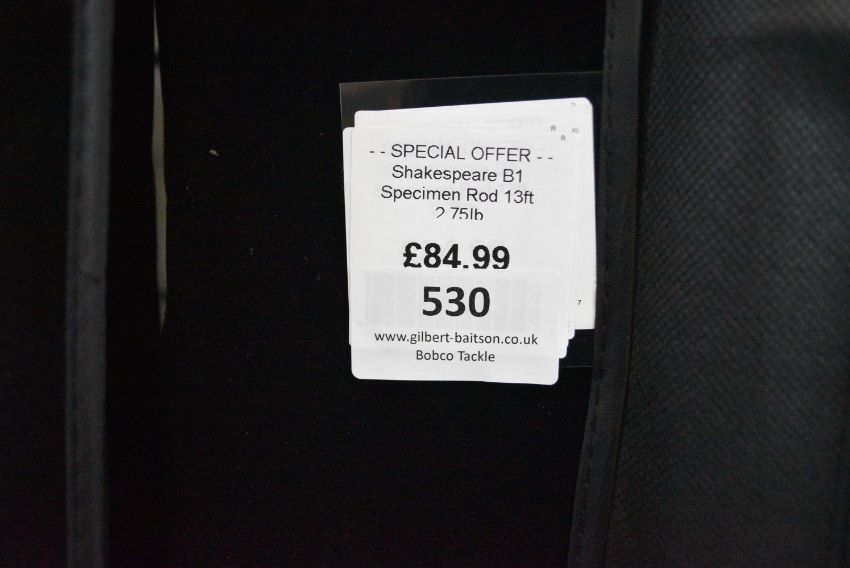 - - SPECIAL OFFER - -
Shakespeare B1
Specimen Rod 13ft
2.75lb
£84.99
530
www.gilbert-baitson.co.uk
Bobco Tackle